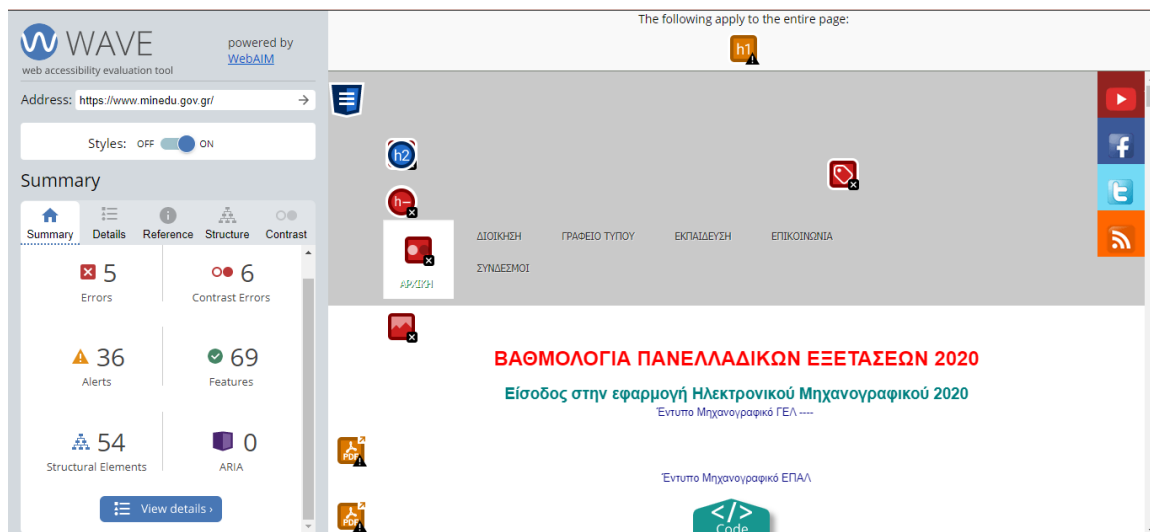 WAVE
powered by
WebAIM
web accessibility evaluation tool
Address: https://www.minedu.gov.gr/
Styles: OFF ON
Summary
Summary Details Reference Structure Contrast
5
Errors
6
Contrast Errors
36
Alerts
69
Features
54
Structural Elements
0
ARIA
View details ›
The following apply to the entire page:
h1
h2
h–
ΔΙΟΙΚΗΣΗ ΓΡΑΦΕΙΟ ΤΥΠΟΥ ΕΚΠΑΙΔΕΥΣΗ ΕΠΙΚΟΙΝΩΝΙΑ
ΑΡΧΙΚΗ
ΣΥΝΔΕΣΜΟΙ
ΒΑΘΜΟΛΟΓΙΑ ΠΑΝΕΛΛΑΔΙΚΩΝ ΕΞΕΤΑΣΕΩΝ 2020
Είσοδος στην εφαρμογή Ηλεκτρονικού Μηχανογραφικού 2020
Έντυπο Μηχανογραφικό ΓΕΛ ----
PDF
Έντυπο Μηχανογραφικό ΕΠΑΛ
PDF
</>
Code